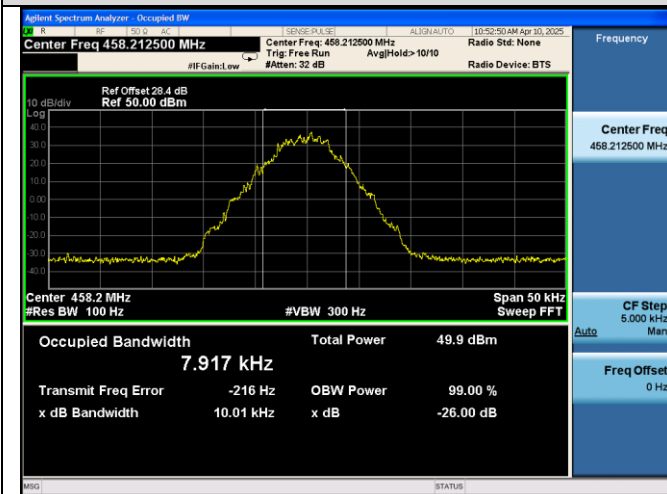 Agilent Spectrum Analyzer - Occupied BW
R RF 50 Ω AC SENSE:PULSE ALIGNAUTO 10:52:50 AM Apr 10, 2025
Center Freq 458.212500 MHz
Center Freq: 458.212500 MHz
Radio Std: None
Trig: Free Run Avg|Hold:> 10/10
#IFGain:Low
#Atten: 32 dB
Radio Device: BTS
Frequency
Ref Offset 28.4 dB
10 dB/div Ref 50.00 dBm
Log
40.0
30.0
20.0
10.0
0.00
-10.0
-20.0
-30.0
-40.0
Center 458.2 MHz
Span 50 kHz
#Res BW 100 Hz
#VBW 300 Hz
Sweep FFT
Occupied Bandwidth
7.917 kHz
Total Power 49.9 dBm
Transmit Freq Error -216 Hz
OBW Power 99.00 %
x dB Bandwidth 10.01 kHz
x dB -26.00 dB
Center Freq
458.212500 MHz
CF Step
5.000 kHz
Auto Man
Freq Offset
0 Hz
MSG
STATUS